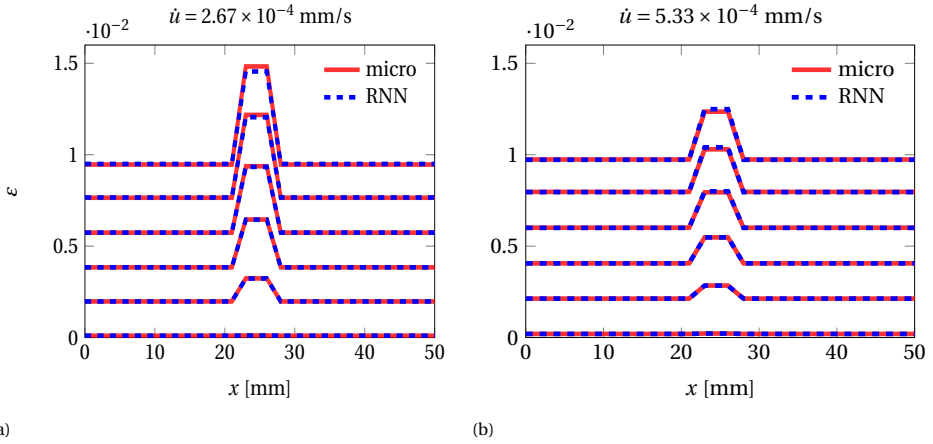 u̇ = 2.67 × 10⁻⁴ mm/s
·10⁻²
1.5
1
0.5
0
ε
micro
RNN
0 10 20 30 40 50
x [mm]
a)
u̇ = 5.33 × 10⁻⁴ mm/s
·10⁻²
1.5
1
0.5
0
micro
RNN
0 10 20 30 40 50
x [mm]
(b)